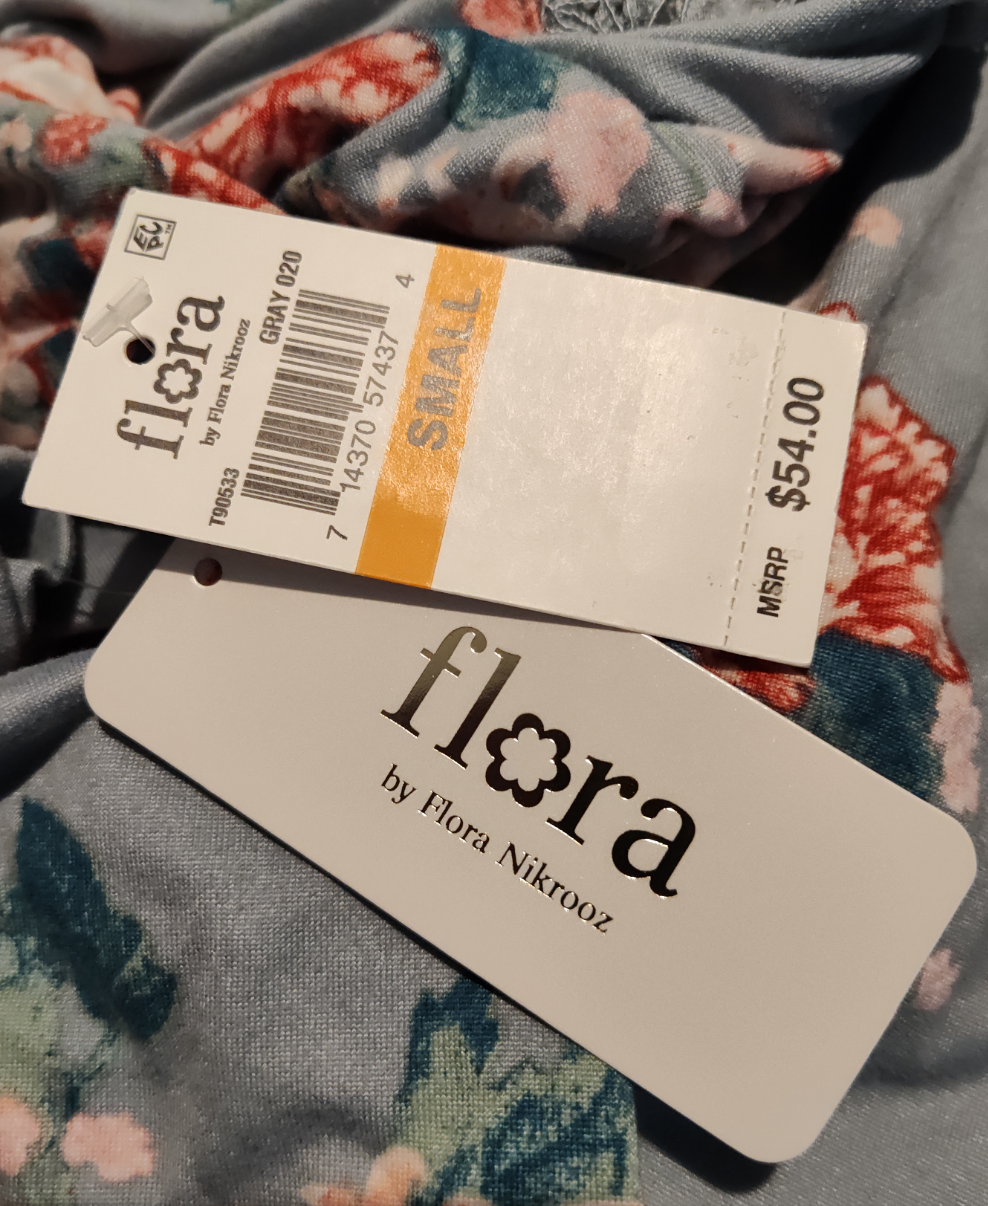 flora
by Flora Nikrooz
T90533 GRAY 020
7 14370 57437 4
SMALL
MSRP $54.00
flora
by Flora Nikrooz